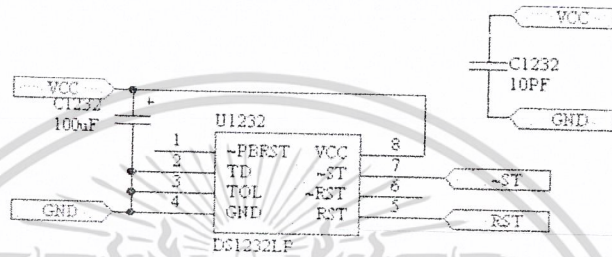 VCC
C1232
10PF
GND
VCC
C1232
100uF
GND
U1232
1 ~PBRST VCC 8
2 TD ~ST 7 ~ST
3 TOL ~RST 6
4 GND RST 5 RST
DS1232LP